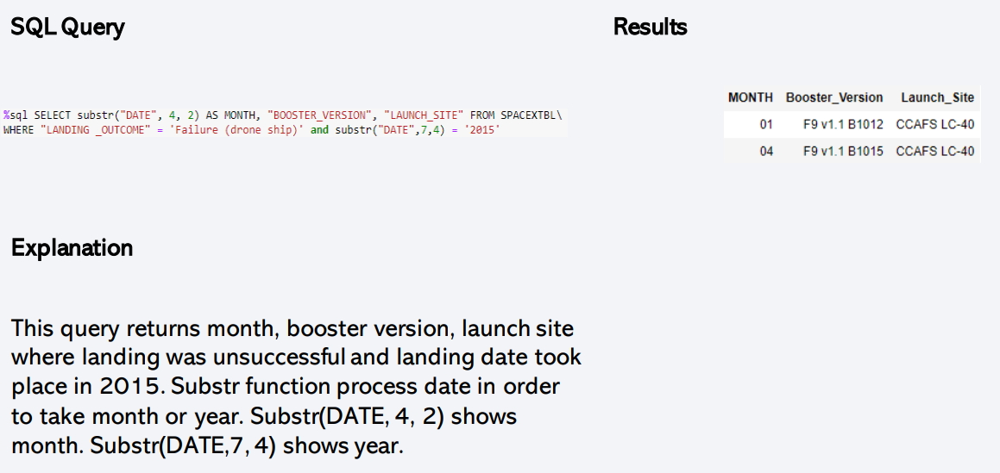 SQL Query
Results
%sql SELECT substr("DATE", 4, 2) AS MONTH, "BOOSTER_VERSION", "LAUNCH_SITE" FROM SPACEXTBL\
WHERE "LANDING _OUTCOME" = 'Failure (drone ship)' and substr("DATE",7,4) = '2015'
MONTH Booster_Version Launch_Site
01 F9 v1.1 B1012 CCAFS LC-40
04 F9 v1.1 B1015 CCAFS LC-40
Explanation
This query returns month, booster version, launch site
where landing was unsuccessful and landing date took
place in 2015. Substr function process date in order
to take month or year. Substr(DATE, 4, 2) shows
month. Substr(DATE,7, 4) shows year.